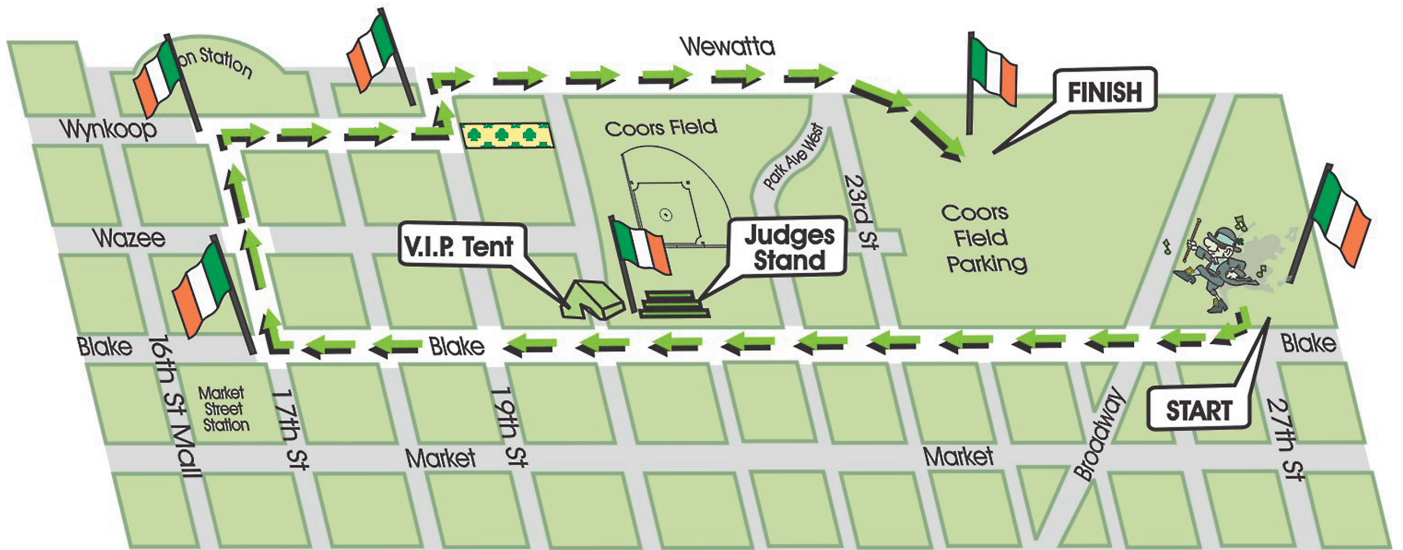 Wewatta
on Station
FINISH
Wynkoop
Coors Field
Park Ave West
23rd St
Coors
Field
Parking
Wazee
V.I.P. Tent
Judges
Stand
Blake
Blake
Blake
16th St Mall
Market
Street
Station
17th St
19th St
START
27th St
Broadway
Market
Market